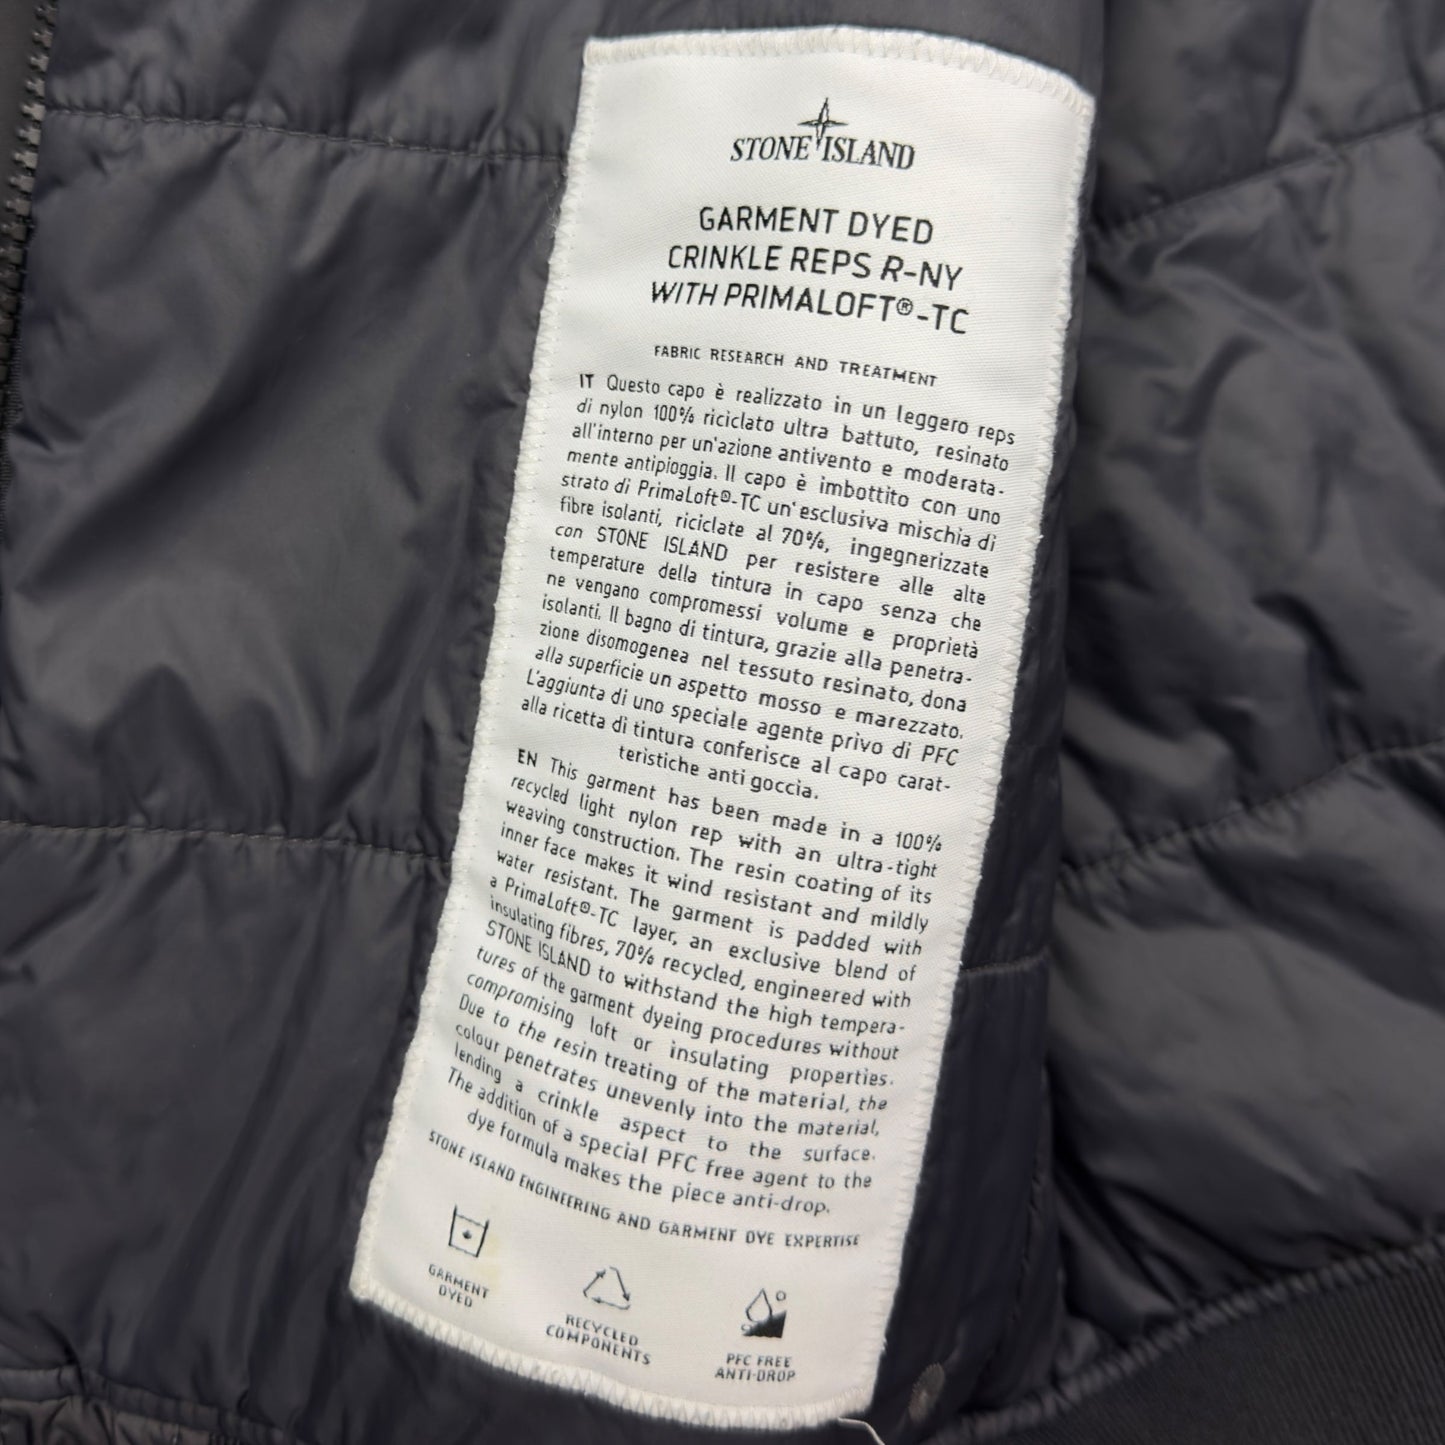 STONE ISLAND
GARMENT DYED
CRINKLE REPS R-NY
WITH PRIMALOFT®-TC
FABRIC RESEARCH AND TREATMENT
IT Questo capo è realizzato in un leggero reps
di nylon 100% riciclato ultra battuto, resinato
all'interno per un'azione antivento e moderata-
mente antipioggia. Il capo è imbottito con uno
strato di PrimaLoft®-TC un'esclusiva mischia di
fibre isolanti, riciclate al 70%, ingegnerizzate
con STONE ISLAND per resistere alle alte
temperature della tintura in capo senza che
ne vengano compromessi volume e proprietà
isolanti. Il bagno di tintura, grazie alla penetra-
zione disomogenea nel tessuto resinato, dona
alla superficie un aspetto mosso e marezzato.
L'aggiunta di uno speciale agente privo di PFC
alla ricetta di tintura conferisce al capo carat-
teristiche anti goccia.
EN This garment has been made in a 100%
recycled light nylon rep with an ultra-tight
weaving construction. The resin coating of its
inner face makes it wind resistant and mildly
water resistant. The garment is padded with
a PrimaLoft®-TC layer, an exclusive blend of
insulating fibres, 70% recycled, engineered with
STONE ISLAND to withstand the high tempera-
tures of the garment dyeing procedures without
compromising loft or insulating properties.
Due to the resin treating of the material, the
colour penetrates unevenly into the material,
lending a crinkle aspect to the surface.
The addition of a special PFC free agent to the
dye formula makes the piece anti-drop.
STONE ISLAND ENGINEERING AND GARMENT DYE EXPERTISE
GARMENT
DYED
RECYCLED
COMPONENTS
PFC FREE
ANTI-DROP